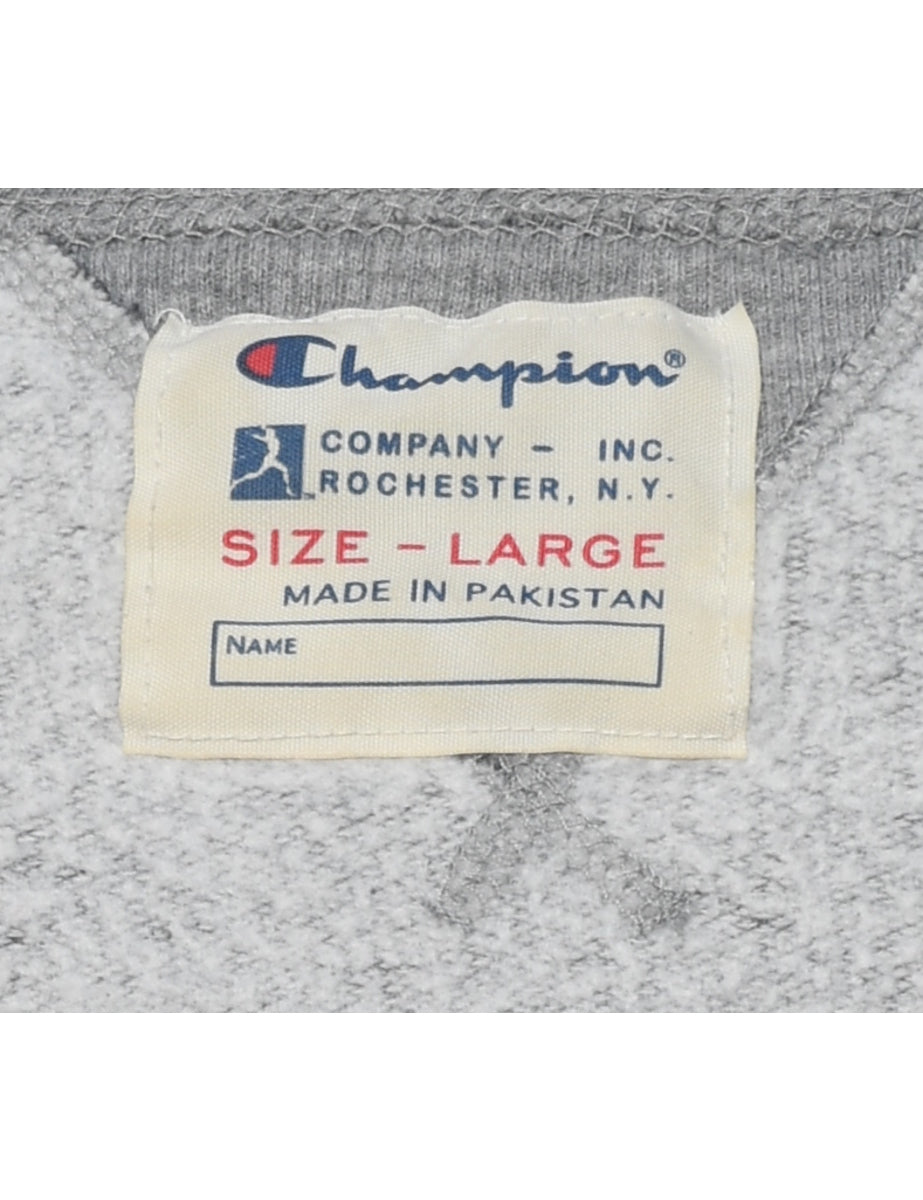 Champion®
COMPANY – INC.
ROCHESTER, N.Y.
SIZE – LARGE
MADE IN PAKISTAN
NAME